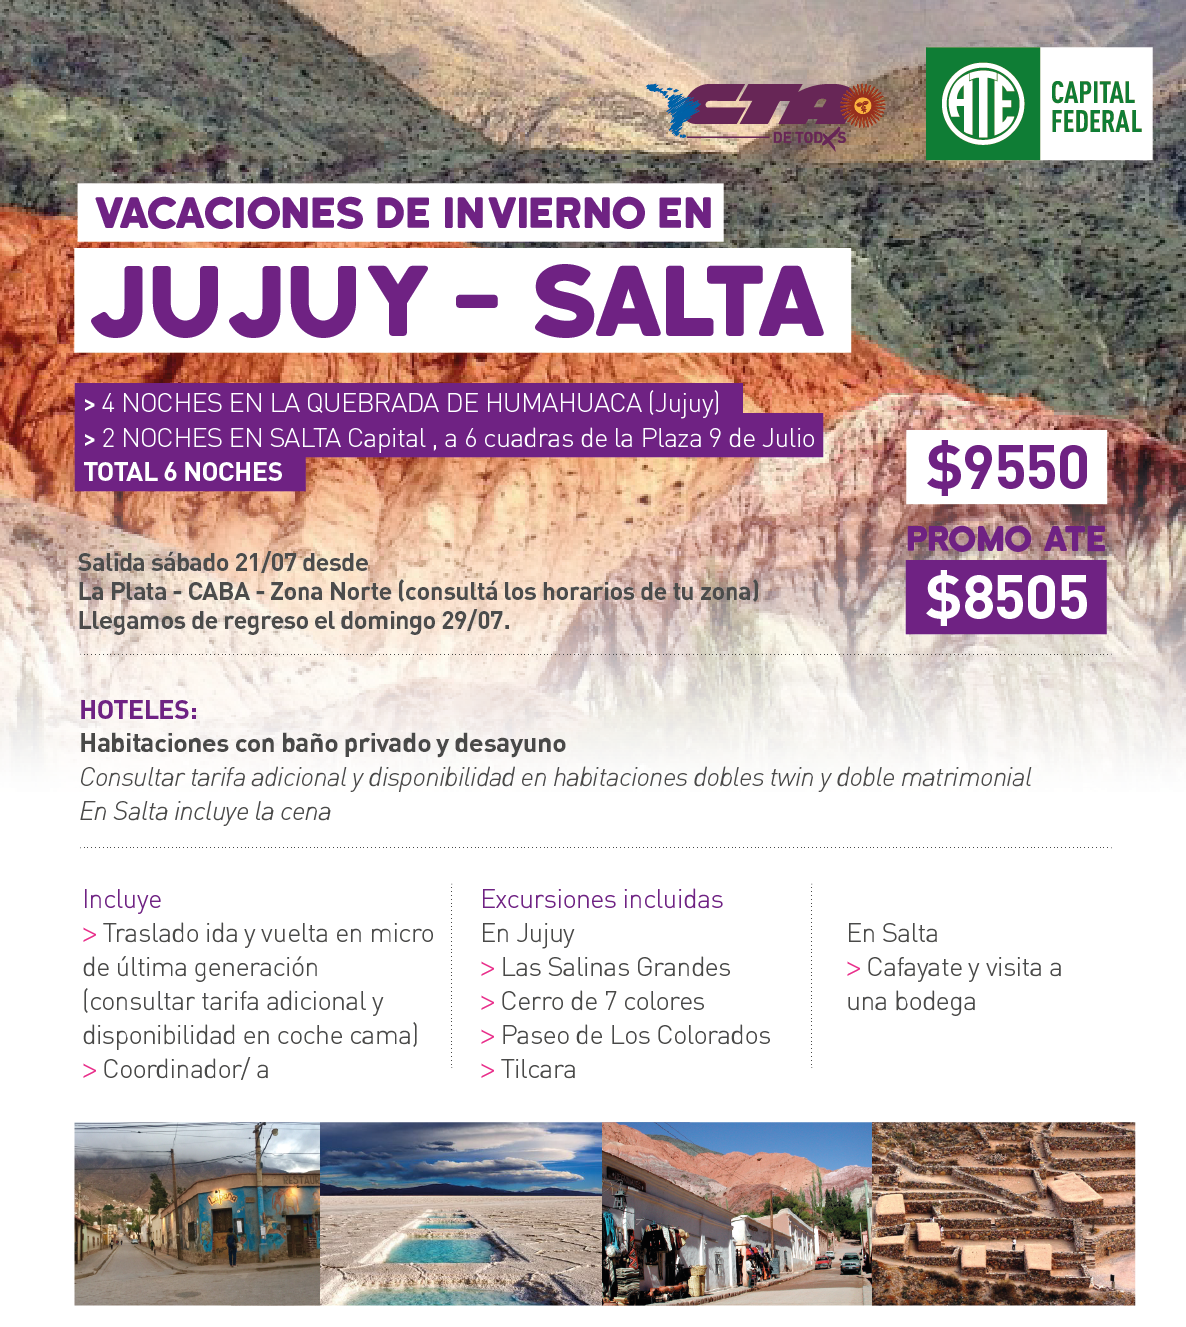 CTA
DE TODXS
ATE
CAPITAL
FEDERAL
VACACIONES DE INVIERNO EN
JUJUY - SALTA
> 4 NOCHES EN LA QUEBRADA DE HUMAHUACA (Jujuy)
> 2 NOCHES EN SALTA Capital , a 6 cuadras de la Plaza 9 de Julio
TOTAL 6 NOCHES
$9550
PROMO ATE
$8505
Salida sábado 21/07 desde
La Plata - CABA - Zona Norte (consultá los horarios de tu zona)
Llegamos de regreso el domingo 29/07.
HOTELES:
Habitaciones con baño privado y desayuno
Consultar tarifa adicional y disponibilidad en habitaciones dobles twin y doble matrimonial
En Salta incluye la cena
Incluye
> Traslado ida y vuelta en micro
de última generación
(consultar tarifa adicional y
disponibilidad en coche cama)
> Coordinador/ a
Excursiones incluidas
En Jujuy
> Las Salinas Grandes
> Cerro de 7 colores
> Paseo de Los Colorados
> Tilcara
En Salta
> Cafayate y visita a
una bodega